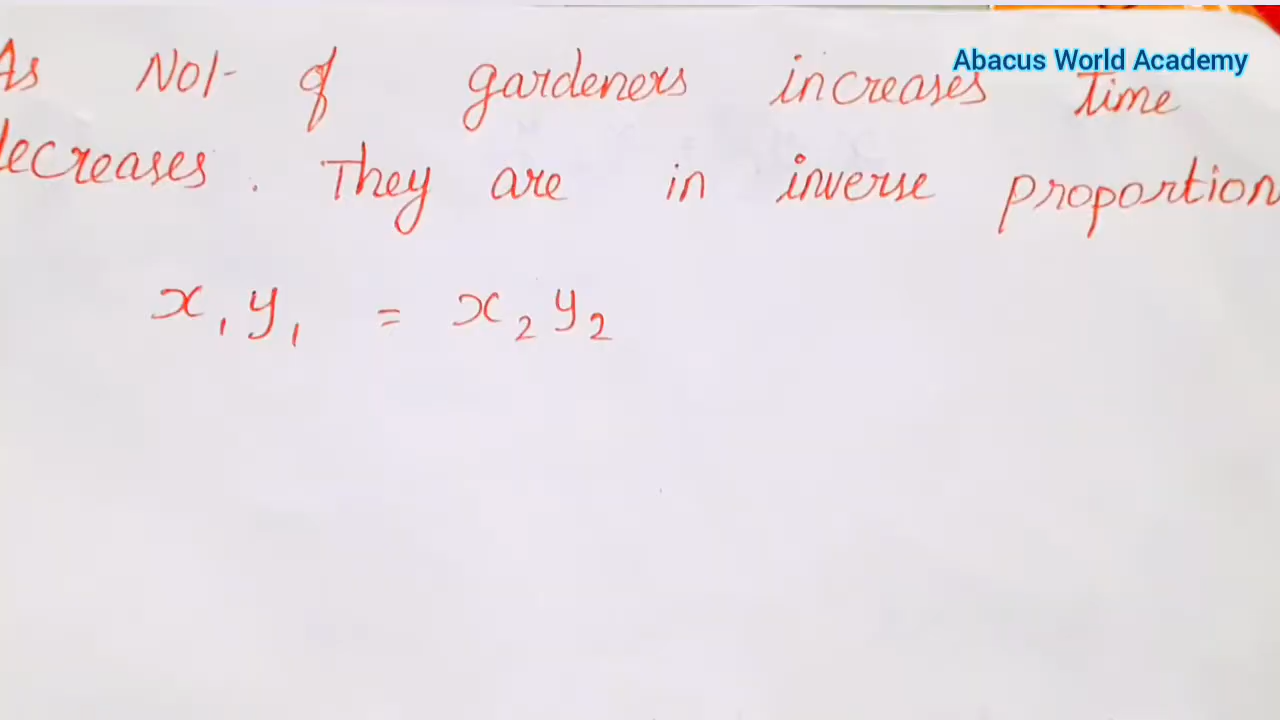 Abacus World Academy
As No/- of gardeners increases Time
decreases. They are in inverse proportion
x₁y₁ = x₂y₂